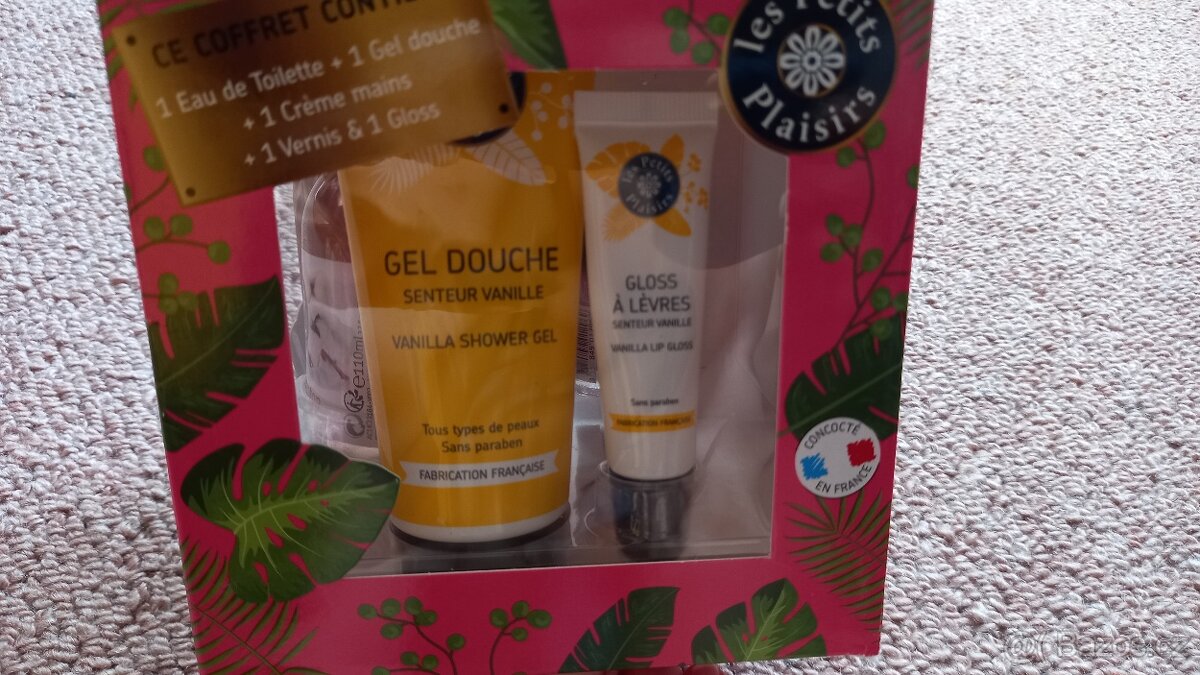 CE COFFRET CONTIE
1 Eau de Toilette + 1 Gel douche
+ 1 Crème mains
+ 1 Vernis & 1 Gloss
les Petits
Plaisirs
GEL DOUCHE
SENTEUR VANILLE
VANILLA SHOWER GEL
Tous types de peaux
Sans paraben
FABRICATION FRANÇAISE
e110ml
les Petits
Plaisirs
GLOSS
À LÈVRES
SENTEUR VANILLE
VANILLA LIP GLOSS
Sans paraben
FABRICATION FRANÇAISE
CONCOCTÉ
EN FRANCE
Bazos.cz